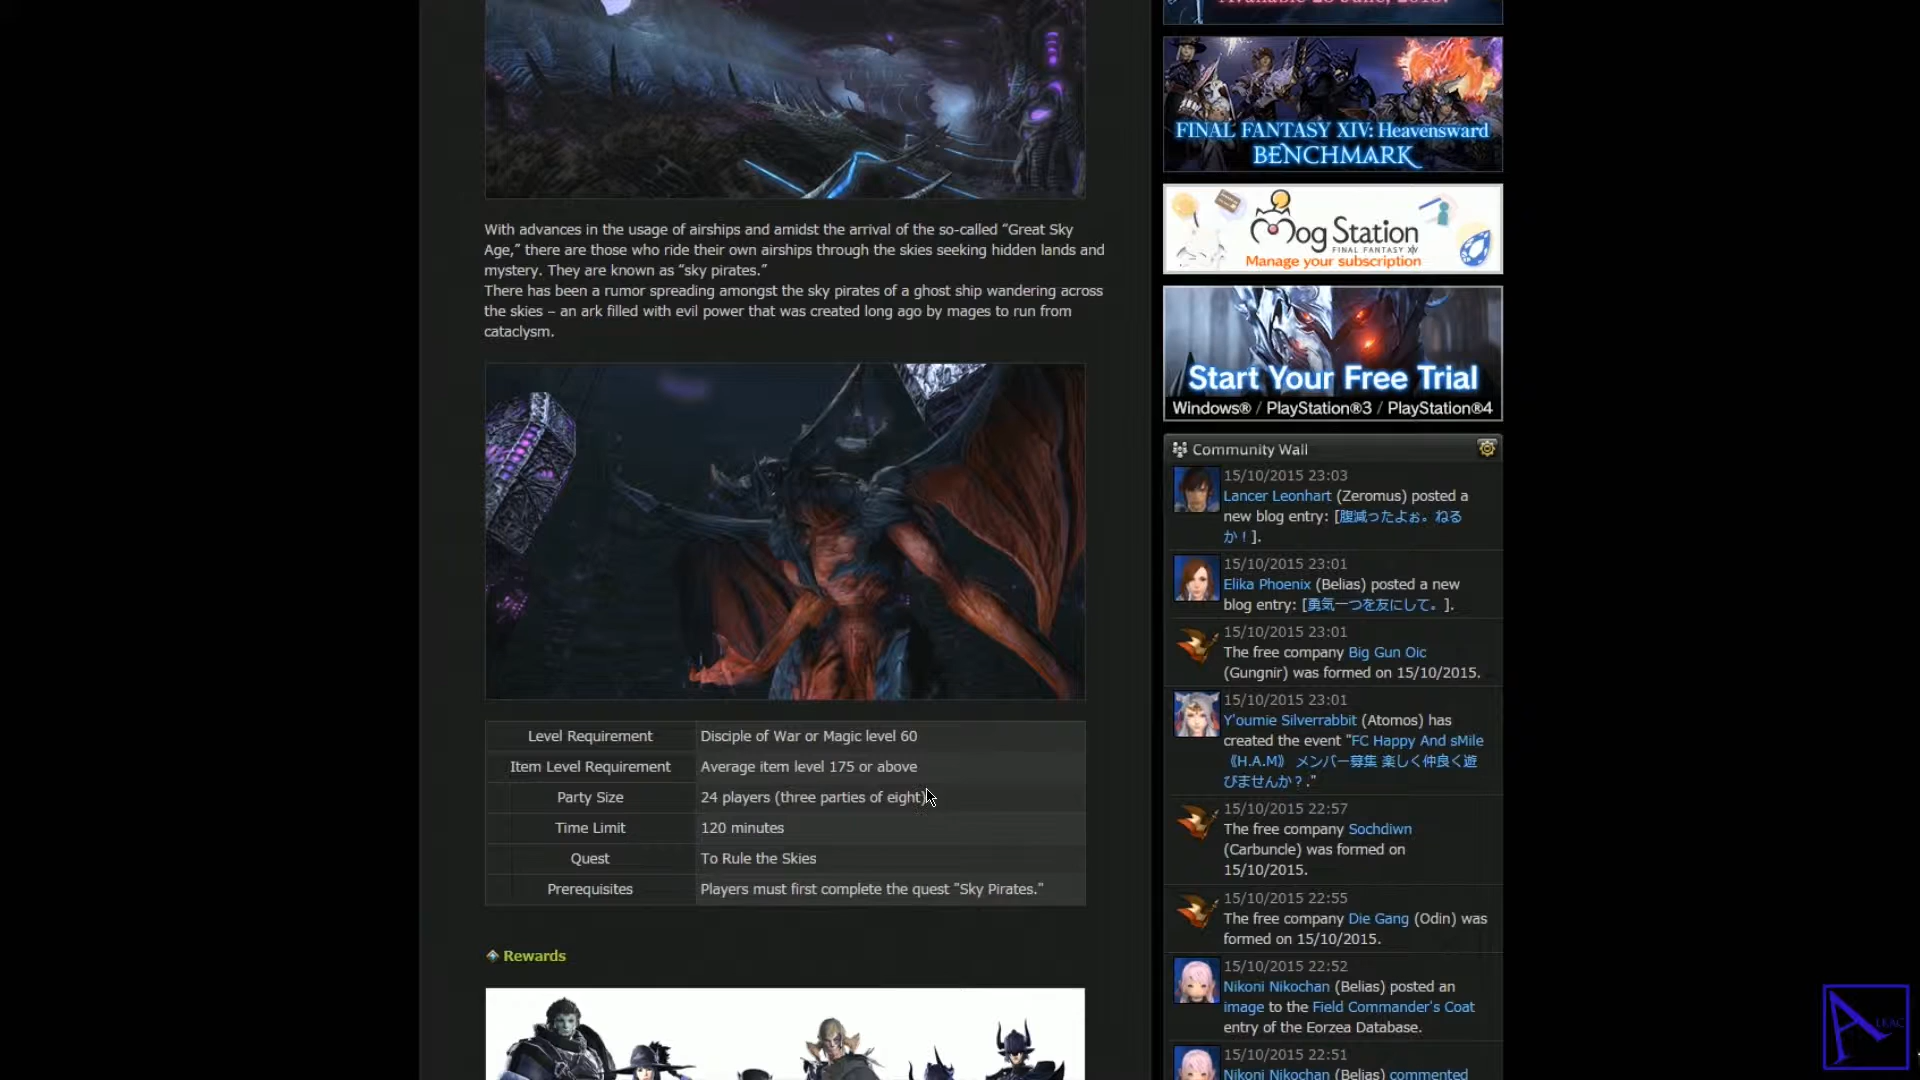 With advances in the usage of airships and amidst the arrival of the so-called “Great Sky
Age,” there are those who ride their own airships through the skies seeking hidden lands and
mystery. They are known as “sky pirates.”
There has been a rumor spreading amongst the sky pirates of a ghost ship wandering across
the skies – an ark filled with evil power that was created long ago by mages to run from
cataclysm.
Level Requirement Disciple of War or Magic level 60
Item Level Requirement Average item level 175 or above
Party Size 24 players (three parties of eight)
Time Limit 120 minutes
Quest To Rule the Skies
Prerequisites Players must first complete the quest “Sky Pirates.”
Rewards
Available 23 June, 2015.
FINAL FANTASY XIV: Heavensward
BENCHMARK
Mog Station
FINAL FANTASY XIV
Manage your subscription
Start Your Free Trial
Windows® / PlayStation®3 / PlayStation®4
Community Wall
15/10/2015 23:03
Lancer Leonhart (Zeromus) posted a
new blog entry: [腹減ったよぉ。ねる
か！].
15/10/2015 23:01
Elika Phoenix (Belias) posted a new
blog entry: [勇気一つを友にして。].
15/10/2015 23:01
The free company Big Gun Oic
(Gungnir) was formed on 15/10/2015.
15/10/2015 23:01
Y'oumie Silverrabbit (Atomos) has
created the event "FC Happy And sMile
《H.A.M》 メンバー募集 楽しく仲良く遊
びませんか？."
15/10/2015 22:57
The free company Sochdiwn
(Carbuncle) was formed on
15/10/2015.
15/10/2015 22:55
The free company Die Gang (Odin) was
formed on 15/10/2015.
15/10/2015 22:52
Nikoni Nikochan (Belias) posted an
image to the Field Commander's Coat
entry of the Eorzea Database.
15/10/2015 22:51
Nikoni Nikochan (Belias) commented